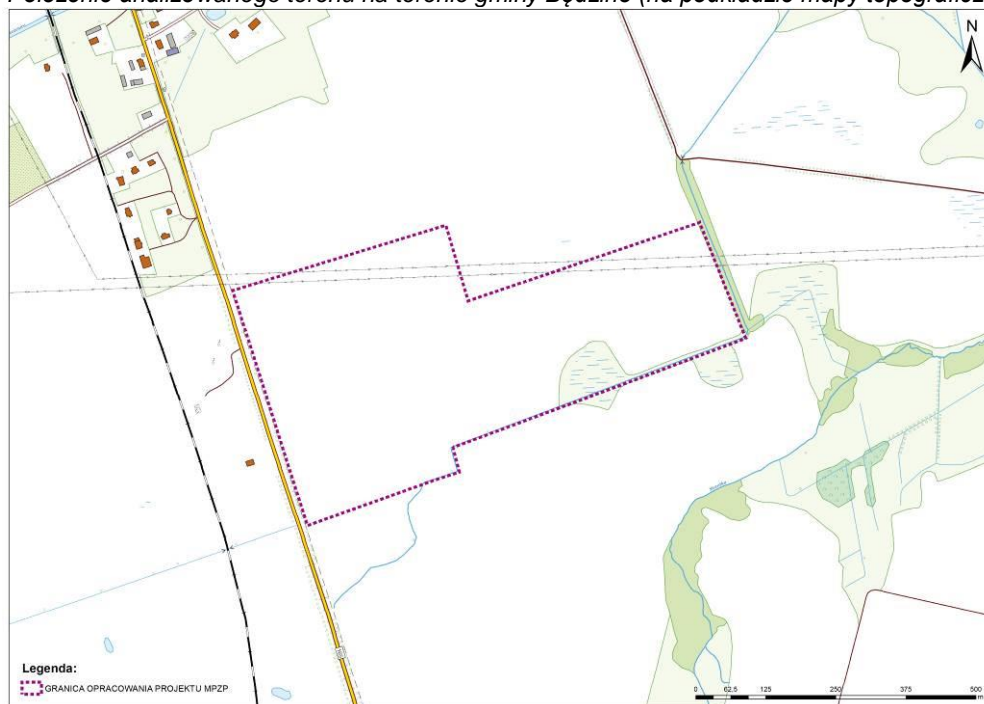 Położenie analizowanego terenu na terenie gminy Będzino (na podkładzie mapy topograficz
N
Legenda:
GRANICA OPRACOWANIA PROJEKTU MPZP
0 62,5 125 250 375 500
m